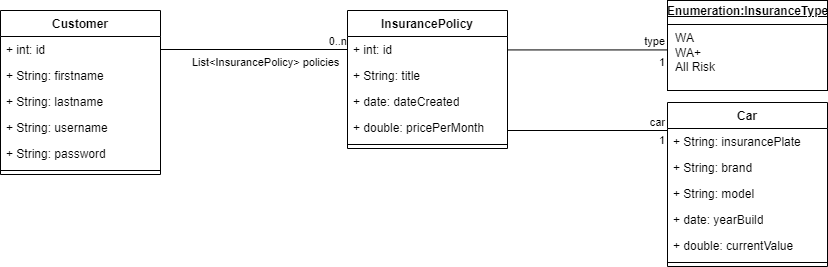 Customer
+ int: id
+ String: firstname
+ String: lastname
+ String: username
+ String: password
0..n
List<InsurancePolicy> policies
InsurancePolicy
+ int: id
+ String: title
+ date: dateCreated
+ double: pricePerMonth
type
1
Enumeration:InsuranceType
WA
WA+
All Risk
car
1
Car
+ String: insurancePlate
+ String: brand
+ String: model
+ date: yearBuild
+ double: currentValue